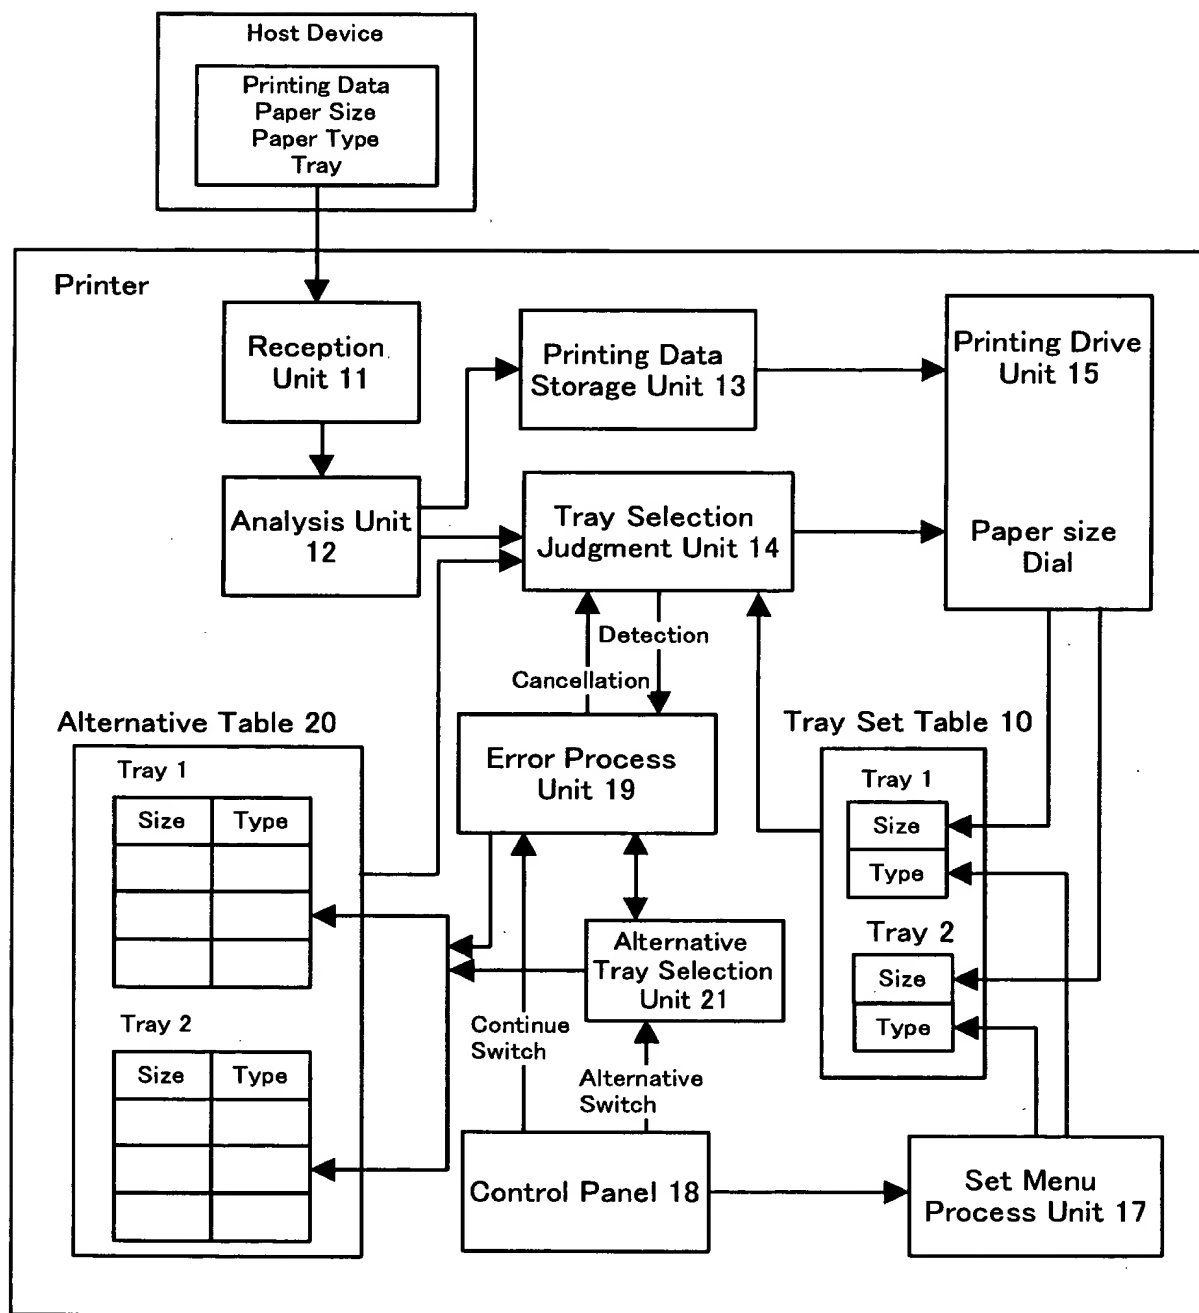 Host Device
Printing Data
Paper Size
Paper Type
Tray
Printer
Reception
Unit 11
Printing Data
Storage Unit 13
Printing Drive
Unit 15
Analysis Unit
12
Tray Selection
Judgment Unit 14
Paper size
Dial
Detection
Cancellation
Alternative Table 20
Tray 1
Size Type
Tray 2
Size Type
Error Process
Unit 19
Tray Set Table 10
Tray 1
Size
Type
Tray 2
Size
Type
Alternative
Tray Selection
Unit 21
Continue
Switch
Alternative
Switch
Control Panel 18
Set Menu
Process Unit 17